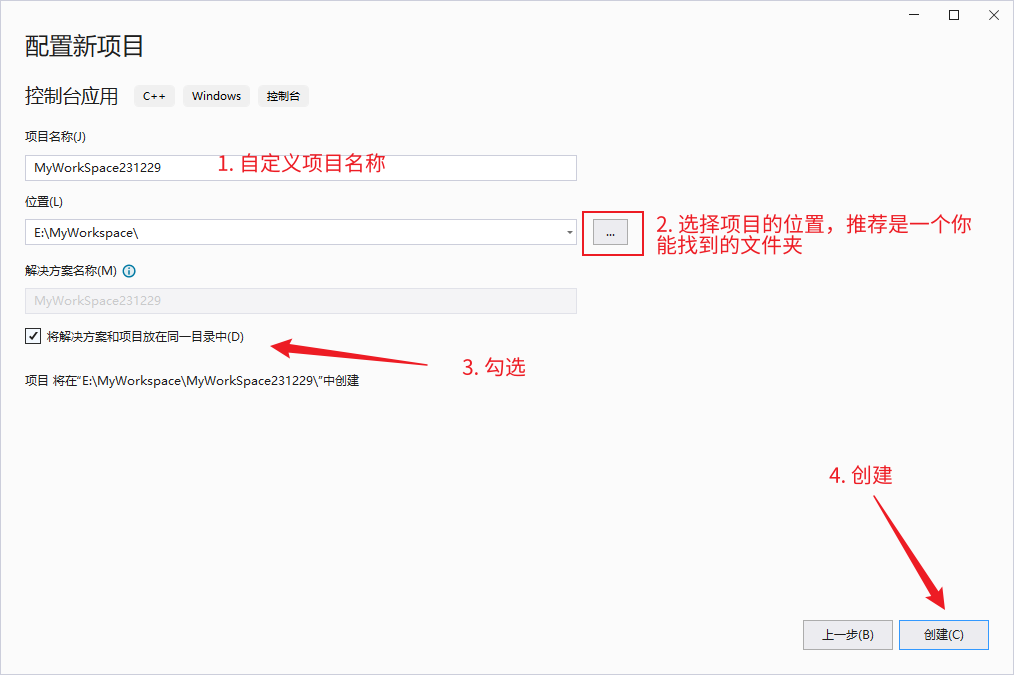 配置新项目
控制台应用 C++ Windows 控制台
项目名称(J)
MyWorkSpace231229
1. 自定义项目名称
位置(L)
E:\MyWorkspace\
...
2. 选择项目的位置，推荐是一个你
能找到的文件夹
解决方案名称(M)
MyWorkSpace231229
将解决方案和项目放在同一目录中(D)
3. 勾选
项目 将在“E:\MyWorkspace\MyWorkSpace231229\”中创建
4. 创建
上一步(B) 创建(C)